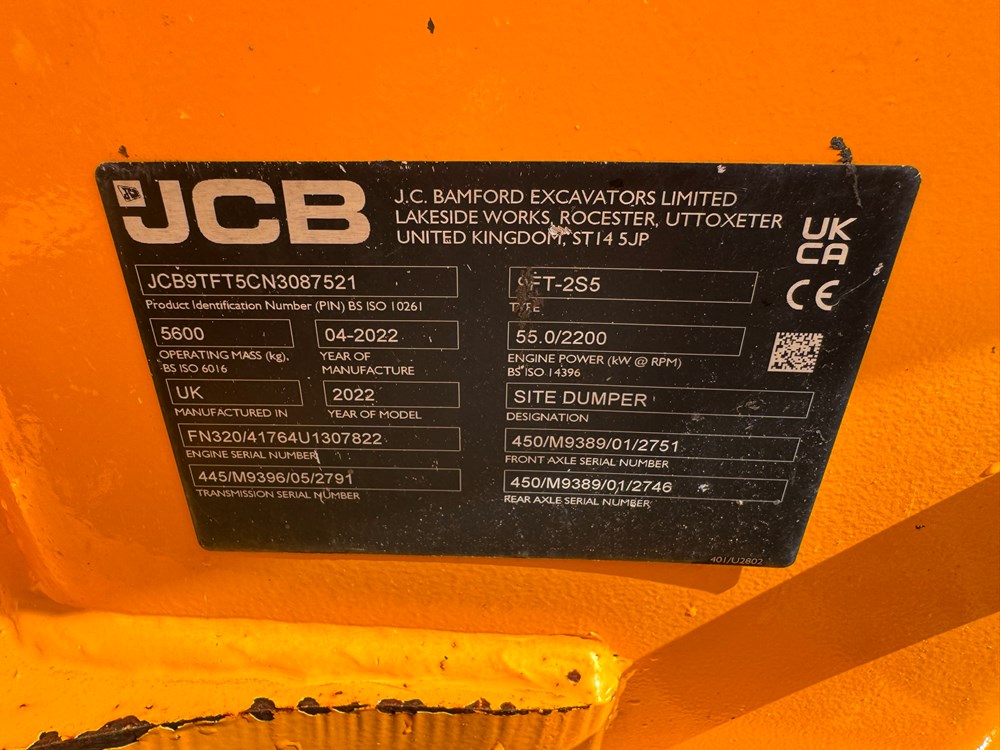 JCB
J.C. BAMFORD EXCAVATORS LIMITED
LAKESIDE WORKS, ROCESTER, UTTOXETER
UNITED KINGDOM, ST14 5JP
UK
CA
CE
JCB9TFT5CN3087521
Product Identification Number (PIN) BS ISO 10261
9FT-2S5
TYPE
5600
OPERATING MASS (kg),
BS ISO 6016
04-2022
YEAR OF
MANUFACTURE
55.0/2200
ENGINE POWER (kW @ RPM)
BS ISO 14396
UK
MANUFACTURED IN
2022
YEAR OF MODEL
SITE DUMPER
DESIGNATION
FN320/41764U1307822
ENGINE SERIAL NUMBER
450/M9389/01/2751
FRONT AXLE SERIAL NUMBER
445/M9396/05/2791
TRANSMISSION SERIAL NUMBER
450/M9389/01/2746
REAR AXLE SERIAL NUMBER
401/U2802